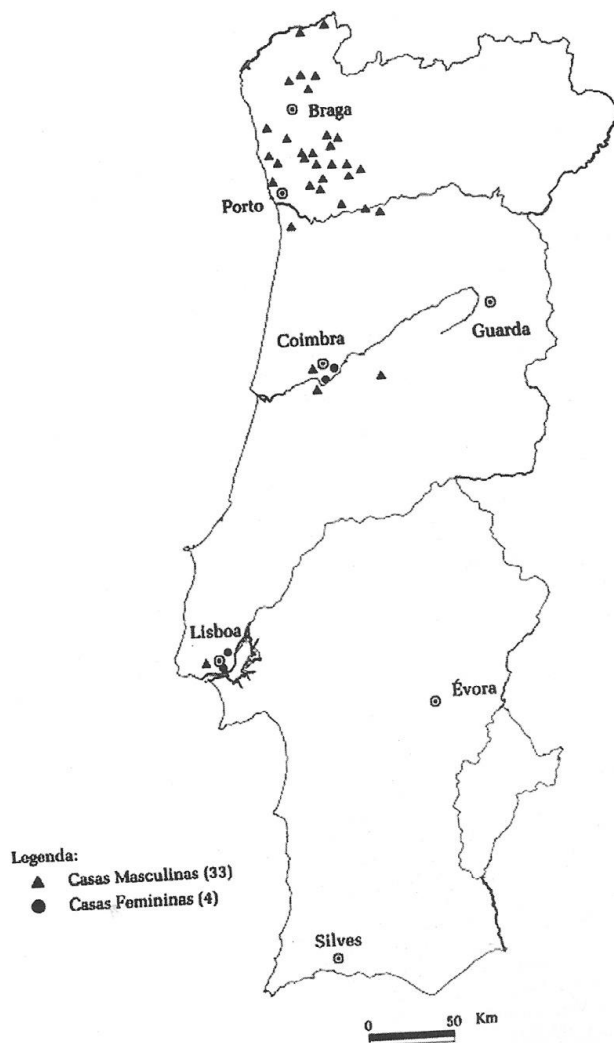 Braga
Porto
Coimbra
Guarda
Lisboa
Évora
Legenda:
Casas Masculinas (33)
Casas Femininas (4)
Silves
0 50 Km